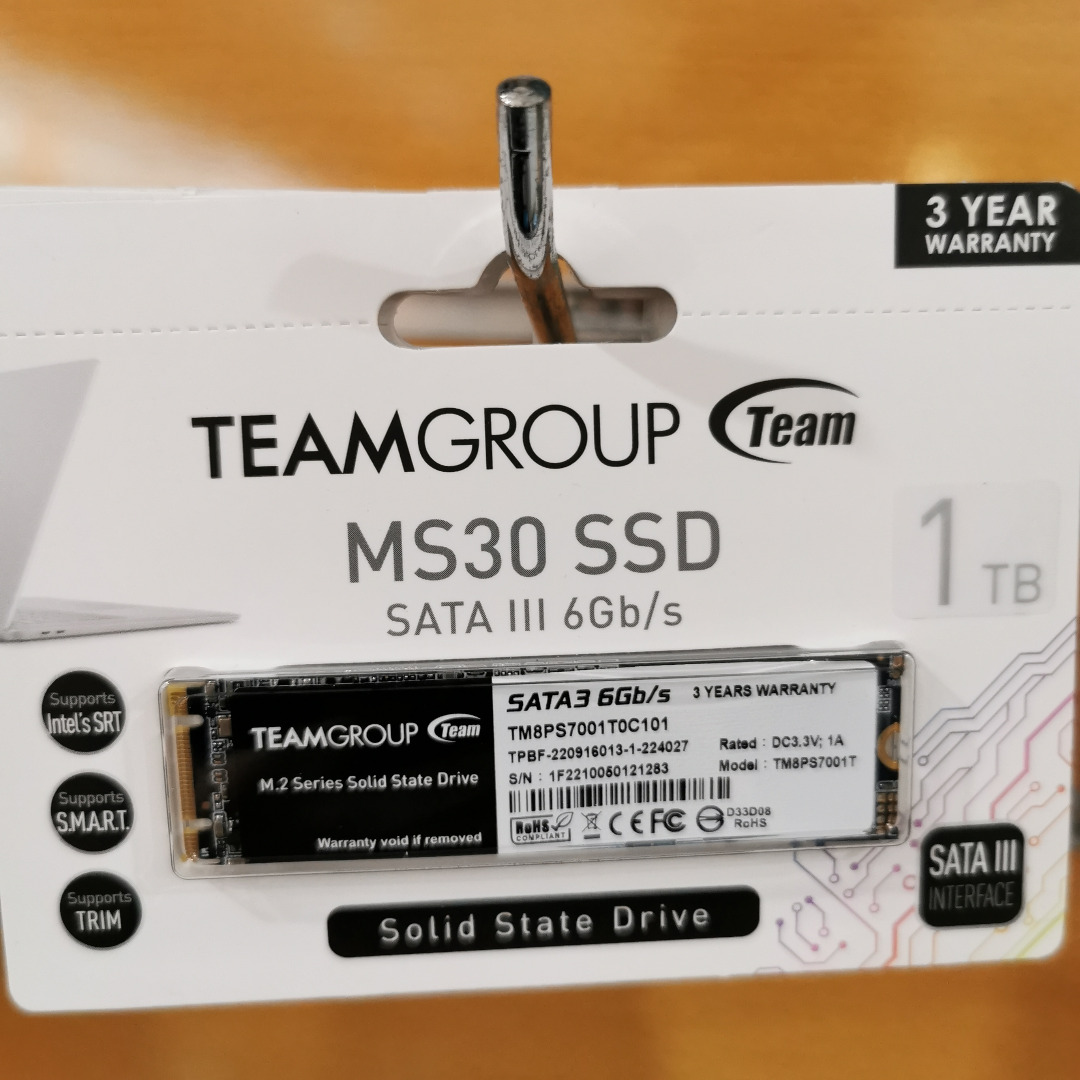 3 YEAR
WARRANTY
TEAMGROUP Team
MS30 SSD
SATA III 6Gb/s
1 TB
Supports
Intel's SRT
Supports
S.M.A.R.T.
Supports
TRIM
TEAMGROUP Team
M.2 Series Solid State Drive
Warranty void if removed
SATA3 6Gb/s 3 YEARS WARRANTY
TM8PS7001T0C101
TPBF-220916013-1-224027
Rated : DC3.3V; 1A
S/N : 1F2210050121283
Model : TM8PS7001T
RoHS
COMPLIANT
CE FC
D33D08
RoHS
SATA III
INTERFACE
Solid State Drive